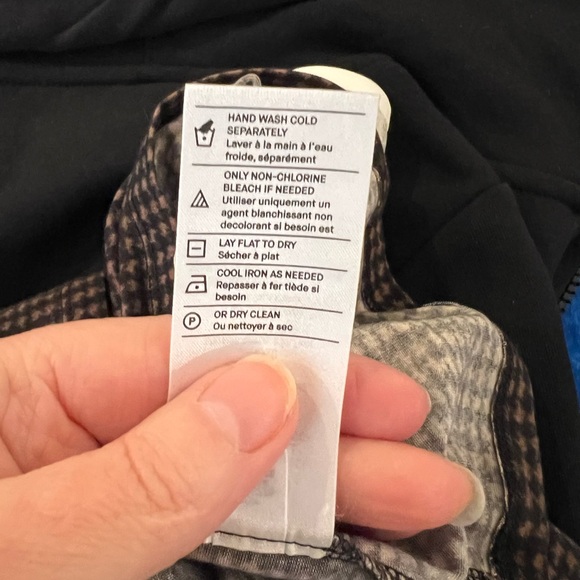 HAND WASH COLD
SEPARATELY
Laver à la main à l'eau
froide, séparément
ONLY NON-CHLORINE
BLEACH IF NEEDED
Utiliser uniquement un
agent blanchissant non
decolorant si besoin est
LAY FLAT TO DRY
Sécher à plat
COOL IRON AS NEEDED
Repasser à fer tiède si
besoin
P
OR DRY CLEAN
Ou nettoyer à sec